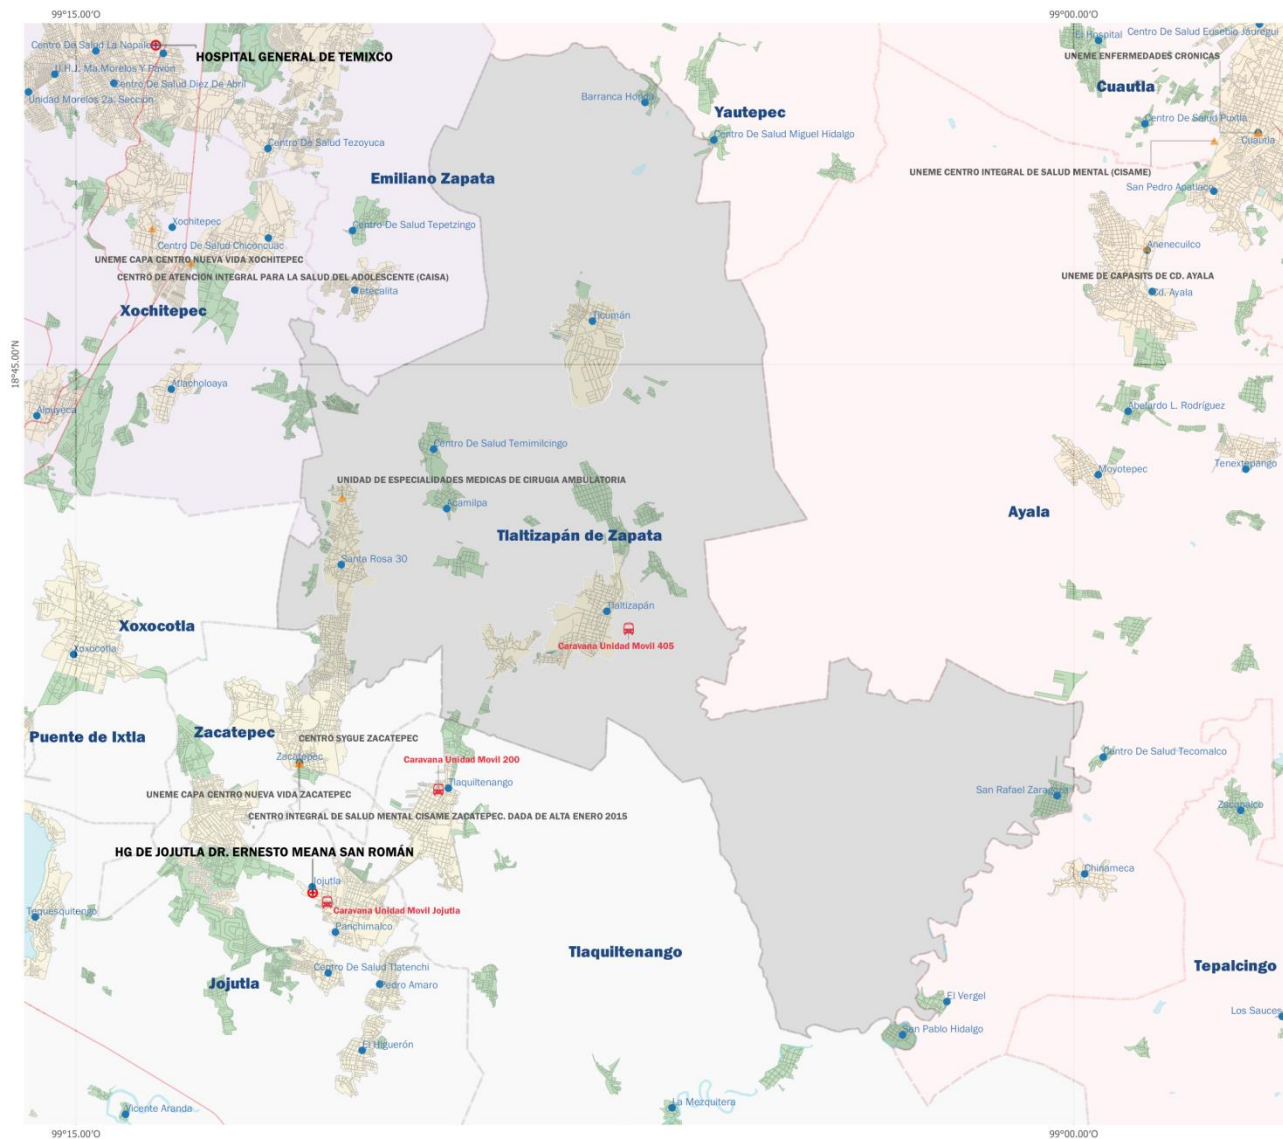 99°15.00'O
99°00.00'O
Centro De Salud La Napalera
HOSPITAL GENERAL DE TEMIXCO
U.H.J. Ma.Morelos Y Pavón
Centro De Salud Diez De Abril
Unidad Morelos 2a. Sección
Barranca Honda
Yautepec
Centro De Salud Miguel Hidalgo
El Hospital
Centro De Salud Eusebio Jáuregui
UNEME ENFERMEDADES CRONICAS
Cuautla
Centro De Salud Puxtla
Cuautla
Centro De Salud Tezoyuca
Emiliano Zapata
UNEME CENTRO INTEGRAL DE SALUD MENTAL (CISAME)
San Pedro Apatlaco
Xochitepec
Centro De Salud Tepetzingo
Centro De Salud Chiconcuac
UNEME CAPA CENTRO NUEVA VIDA XOCHITEPEC
CENTRO DE ATENCIÓN INTEGRAL PARA LA SALUD DEL ADOLESCENTE (CAISA)
Anenecuilco
UNEME DE CAPASITS DE CD. AYALA
Tetecalita
Cd. Ayala
Xochitepec
Ticumán
18°45.00'N
Atlacholoaya
Alpuyeca
Abelardo L. Rodríguez
Centro De Salud Temimilcingo
UNIDAD DE ESPECIALIDADES MEDICAS DE CIRUGIA AMBULATORIA
Moyotepec
Tenextepango
Acamilpa
Tlaltizapán de Zapata
Ayala
Santa Rosa 30
Tlaltizapán
Xoxocotla
Xoxocotla
Caravana Unidad Movil 405
Puente de Ixtla
Zacatepec
CENTRO SYGUE ZACATEPEC
Zacatepec
Caravana Unidad Movil 200
Tlaquiltenango
Centro De Salud Tecomalco
UNEME CAPA CENTRO NUEVA VIDA ZACATEPEC
San Rafael Zaragoza
Zacapalco
CENTRO INTEGRAL DE SALUD MENTAL CISAME ZACATEPEC. DADA DE ALTA ENERO 2015
HG DE JOJUTLA DR. ERNESTO MEANA SAN ROMÁN
Jojutla
Chinameca
Caravana Unidad Movil Jojutla
Tequesquitengo
Panchimalco
Tlaquiltenango
Tepalcingo
Centro De Salud Tlatenchi
Jojutla
Pedro Amaro
El Vergel
Los Sauces
San Pablo Hidalgo
El Higuerón
Vicente Aranda
La Mezquitera
99°15.00'O
99°00.00'O